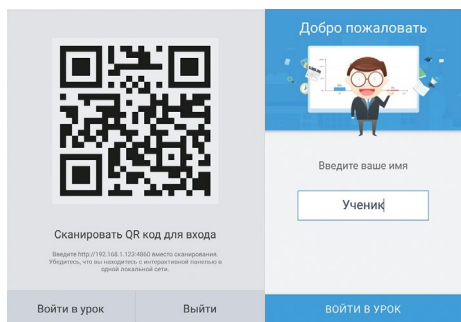 Сканировать QR код для входа
Введите http://192.168.1.123:4860 вместо сканирования.
Убедитесь, что вы находитесь с интерактивной панелью в
одной локальной сети.
Войти в урок
Выйти
Добро пожаловать
Введите ваше имя
Ученик
ВОЙТИ В УРОК